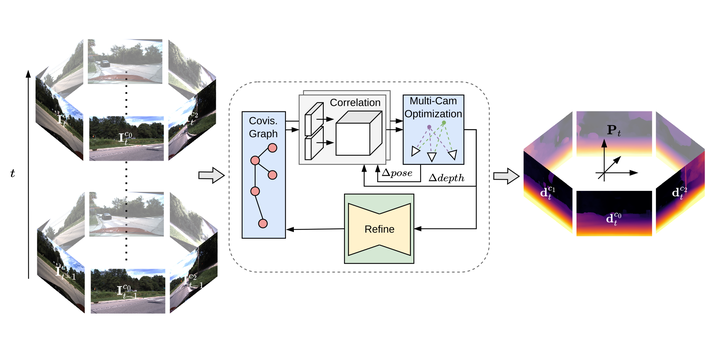 t
I_t^{c_0}
I_{t-1}^{c_0}
Covis.
Graph
Correlation
Multi-Cam
Optimization
Δpose
Δdepth
Refine
P_t
d_t^{c_1}
d_t^{c_2}
d_t^{c_0}